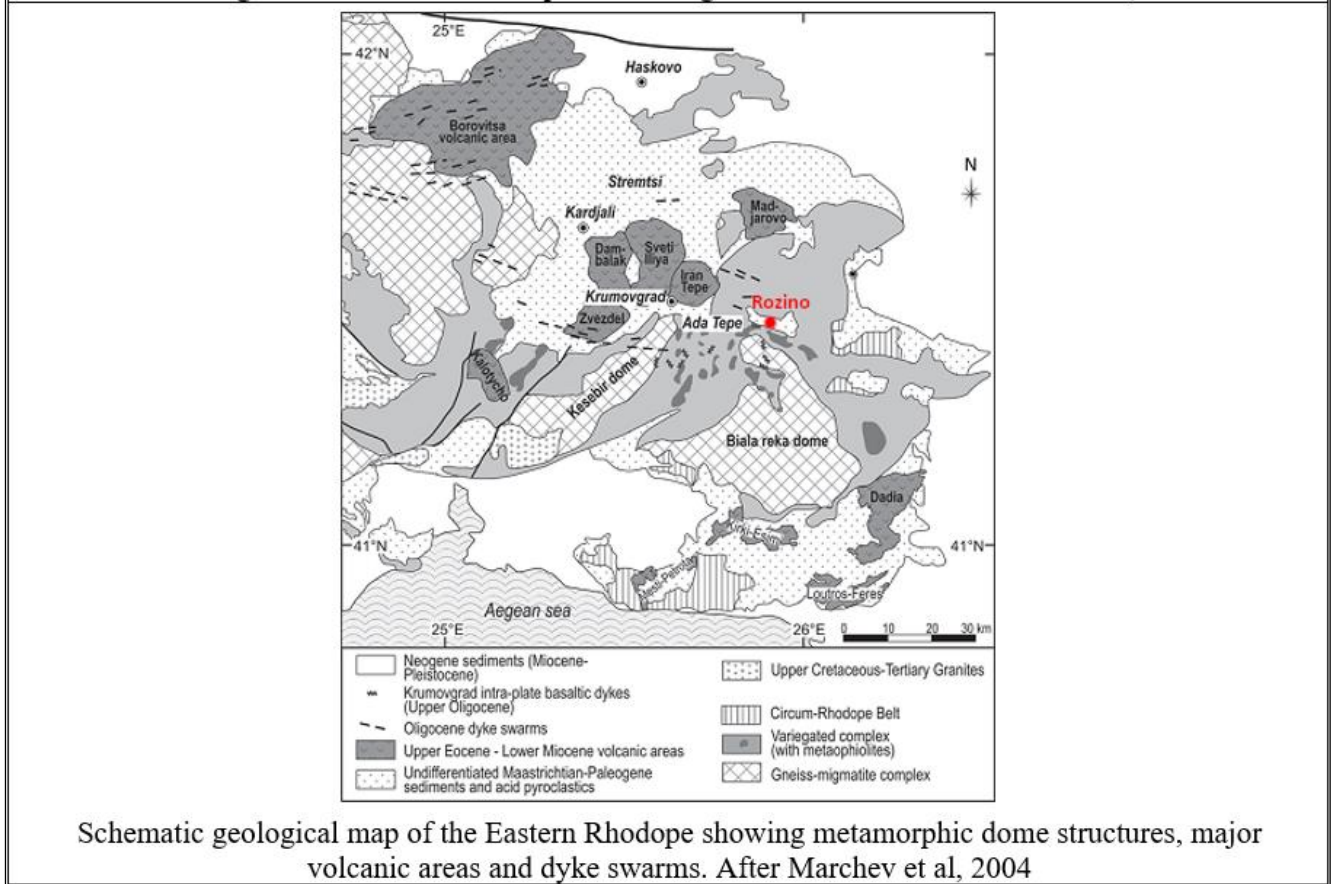 25°E
42°N
Haskovo
Borovitsa
volcanic area
N
Stremtsi
Mad-
jarovo
Kardjali
Dam-
balak
Sveti
Iliya
Iran
Tepe
Krumovgrad
Rozino
Zvezdel
Ada Tepe
Kalotycho
Kesebir dome
Biala reka dome
Dadia
Kirki-Esimi
41°N
41°N
Loutros-Feres
Aegean sea
25°E
26°E
0 10 20 30 km
Neogene sediments (Miocene-
Pleistocene)
Krumovgrad intra-plate basaltic dykes
(Upper Oligocene)
Oligocene dyke swarms
Upper Eocene - Lower Miocene volcanic areas
Undifferentiated Maastrichtian-Paleogene
sediments and acid pyroclastics
Upper Cretaceous-Tertiary Granites
Circum-Rhodope Belt
Variegated complex
(with metaophiolites)
Gneiss-migmatite complex
Schematic geological map of the Eastern Rhodope showing metamorphic dome structures, major
volcanic areas and dyke swarms. After Marchev et al, 2004